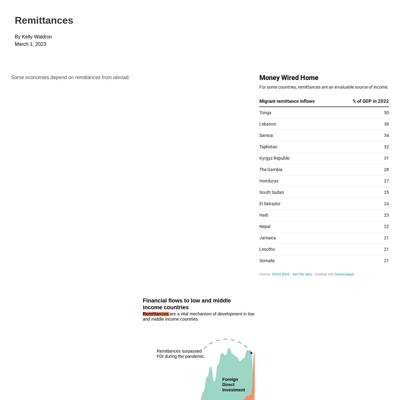 Remittances
By Kelly Waldron
March 1, 2023
Some economies depend on remittances from abroad.
Money Wired Home
For some countries, remittances are an invaluable source of income.
Migrant remittance inflows % of GDP in 2022
Tonga 50
Lebanon 38
Samoa 34
Tajikistan 32
Kyrgyz Republic 31
The Gambia 28
Honduras 27
South Sudan 25
El Salvador 24
Haiti 23
Nepal 22
Jamaica 21
Lesotho 21
Somalia 21
Source: World Bank · Get the data · Created with Datawrapper
Financial flows to low and middle
income countries
Remittances are a vital mechanism of development in low
and middle income countries.
Remittances surpassed
FDI during the pandemic.
Foreign
Direct
Investment